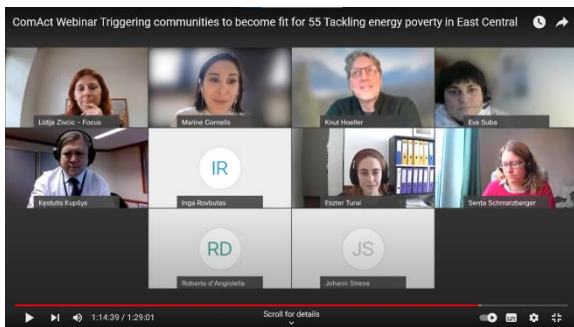 ComAct Webinar Triggering communities to become fit for 55 Tackling energy poverty in East Central
Lidija Zivcic - Focus
Marine Cornelis
Knut Hoeller
Eva Suba
Kęstutis Kupšys
IR
Inga Rovbutas
Eszter Turai
Senta Schmatzberger
RD
Roberta d'Angiolella
JS
Johann Strese
1:14:39 / 1:29:01
Scroll for details